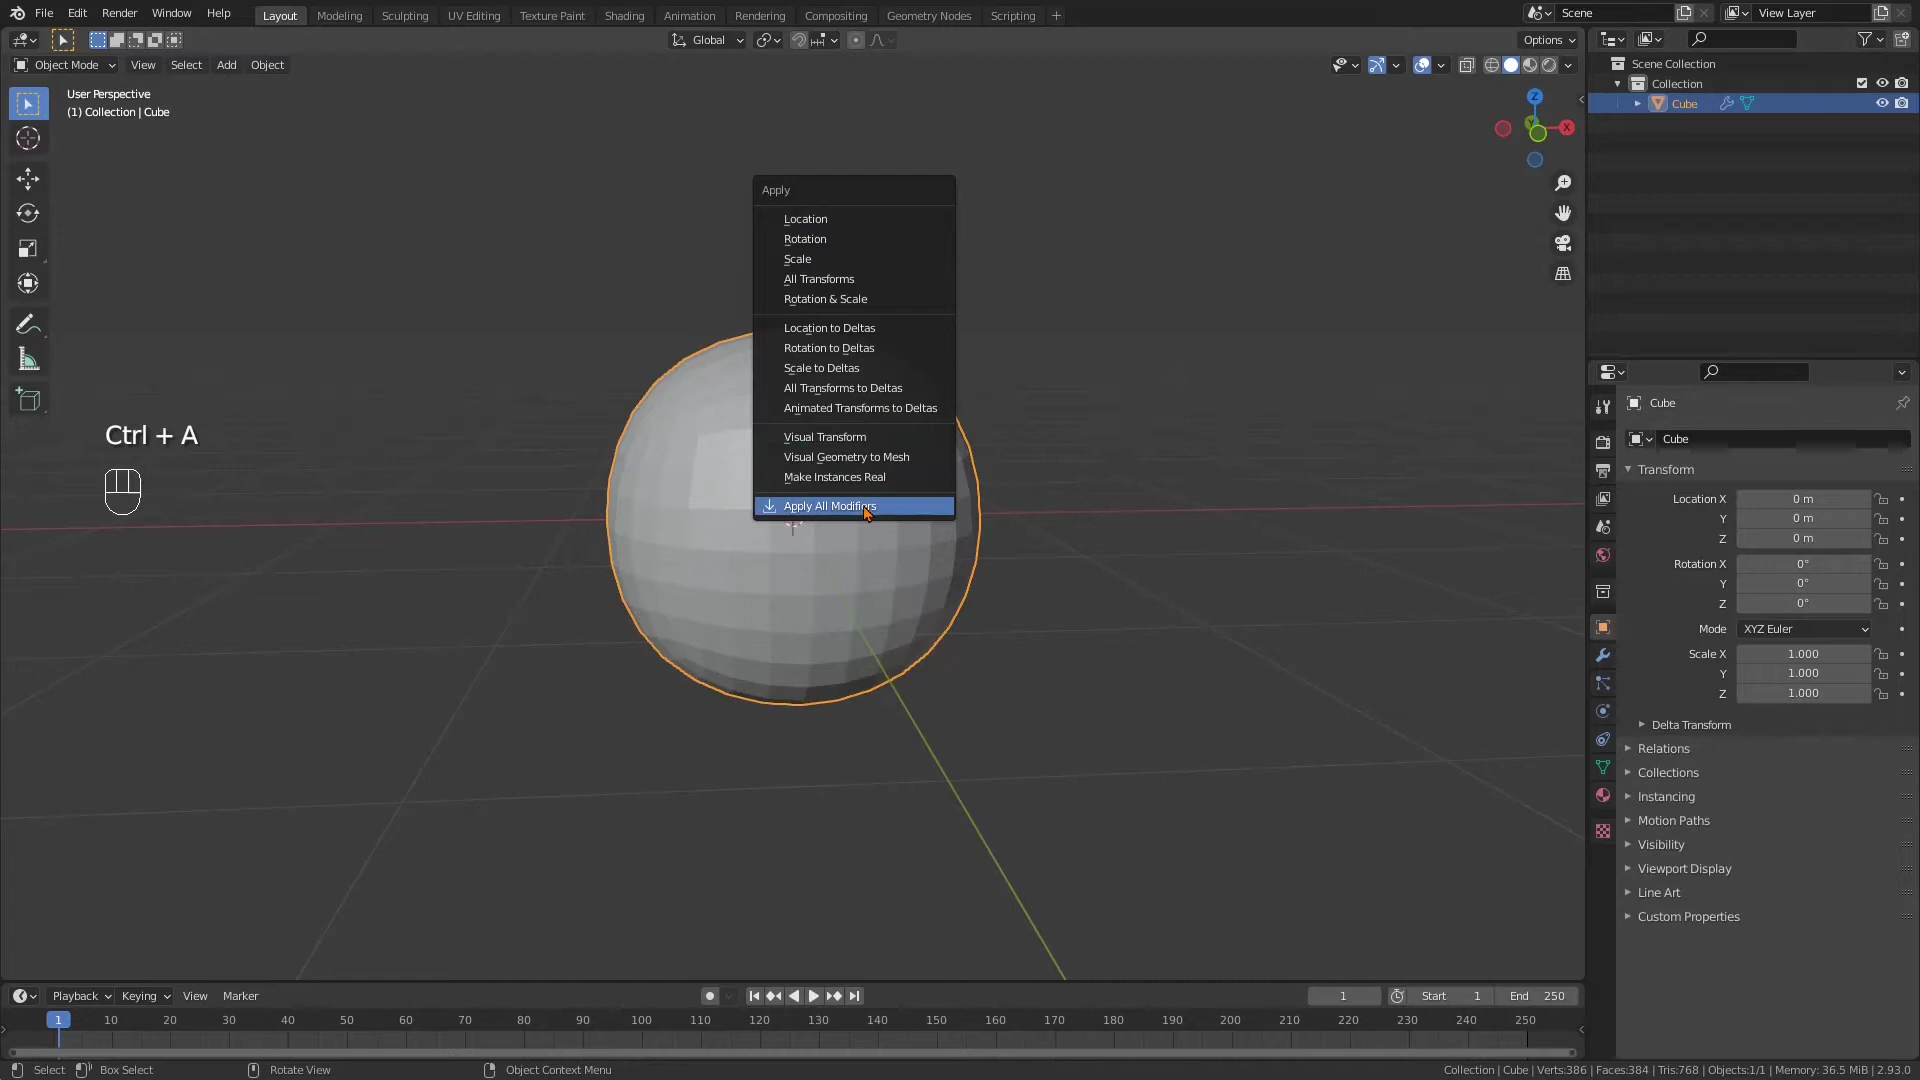 File Edit Render Window Help Layout Modeling Sculpting UV Editing Texture Paint Shading Animation Rendering Compositing Geometry Nodes Scripting + Scene View Layer
Global Options
Object Mode View Select Add Object
User Perspective
(1) Collection | Cube
Z
Y
X
Scene Collection
Collection
Cube
Apply
Location
Rotation
Scale
All Transforms
Rotation & Scale
Location to Deltas
Rotation to Deltas
Scale to Deltas
All Transforms to Deltas
Animated Transforms to Deltas
Visual Transform
Visual Geometry to Mesh
Make Instances Real
Apply All Modifiers
Ctrl + A
Cube
Cube
Transform
Location X 0 m
Y 0 m
Z 0 m
Rotation X 0°
Y 0°
Z 0°
Mode XYZ Euler
Scale X 1.000
Y 1.000
Z 1.000
Delta Transform
Relations
Collections
Instancing
Motion Paths
Visibility
Viewport Display
Line Art
Custom Properties
Playback Keying View Marker 1 Start 1 End 250
1 10 20 30 40 50 60 70 80 90 100 110 120 130 140 150 160 170 180 190 200 210 220 230 240 250
Select Box Select Rotate View Object Context Menu Collection | Cube | Verts:386 | Faces:384 | Tris:768 | Objects:1/1 | Memory: 36.5 MiB | 2.93.0